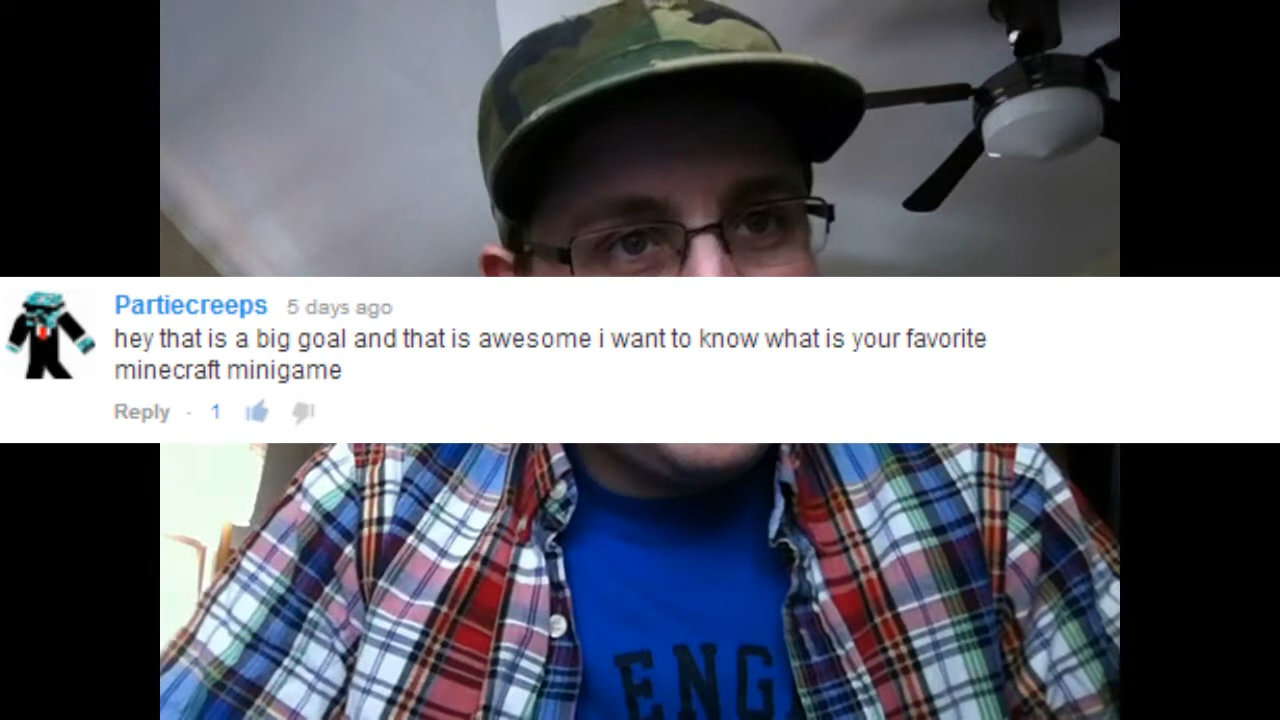 Partiecreeps 5 days ago
hey that is a big goal and that is awesome i want to know what is your favorite
minecraft minigame
Reply · 1
ENG